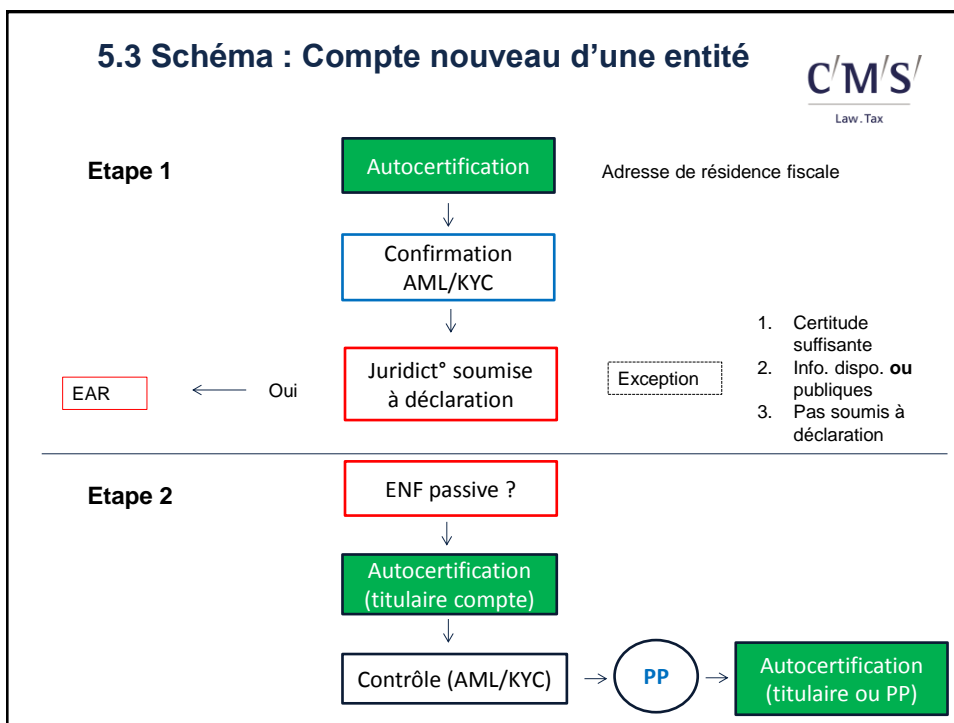 5.3 Schéma : Compte nouveau d'une entité
C'M'S'
Law.Tax
Etape 1
Autocertification
Adresse de résidence fiscale
Confirmation
AML/KYC
EAR
Oui
Juridict° soumise
à déclaration
Exception
1. Certitude
suffisante
2. Info. dispo. ou
publiques
3. Pas soumis à
déclaration
Etape 2
ENF passive ?
Autocertification
(titulaire compte)
Contrôle (AML/KYC)
PP
Autocertification
(titulaire ou PP)